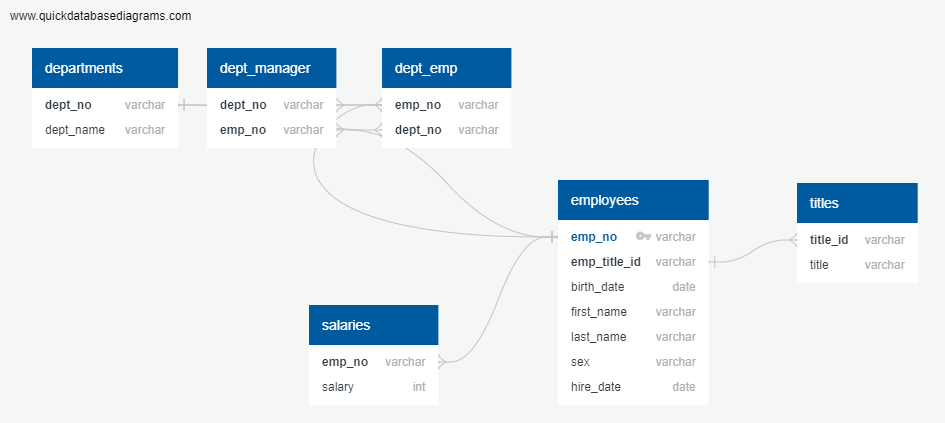 www.quickdatabasediagrams.com
departments
dept_no varchar
dept_name varchar
dept_manager
dept_no varchar
emp_no varchar
dept_emp
emp_no varchar
dept_no varchar
employees
emp_no varchar
emp_title_id varchar
birth_date date
first_name varchar
last_name varchar
sex varchar
hire_date date
titles
title_id varchar
title varchar
salaries
emp_no varchar
salary int